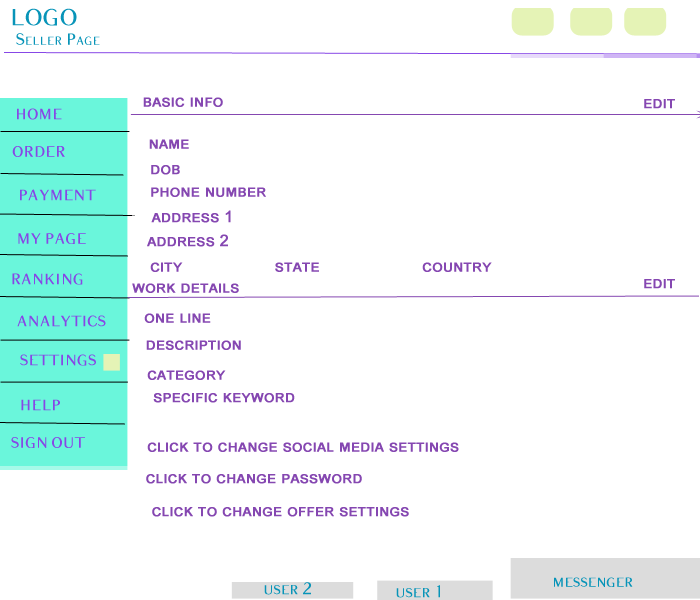 LOGO
SELLER PAGE
HOME
ORDER
PAYMENT
MY PAGE
RANKING
ANALYTICS
SETTINGS
HELP
SIGN OUT
BASIC INFO EDIT
NAME
DOB
PHONE NUMBER
ADDRESS 1
ADDRESS 2
CITY STATE COUNTRY
WORK DETAILS EDIT
ONE LINE
DESCRIPTION
CATEGORY
SPECIFIC KEYWORD
CLICK TO CHANGE SOCIAL MEDIA SETTINGS
CLICK TO CHANGE PASSWORD
CLICK TO CHANGE OFFER SETTINGS
USER 2 USER 1 MESSENGER